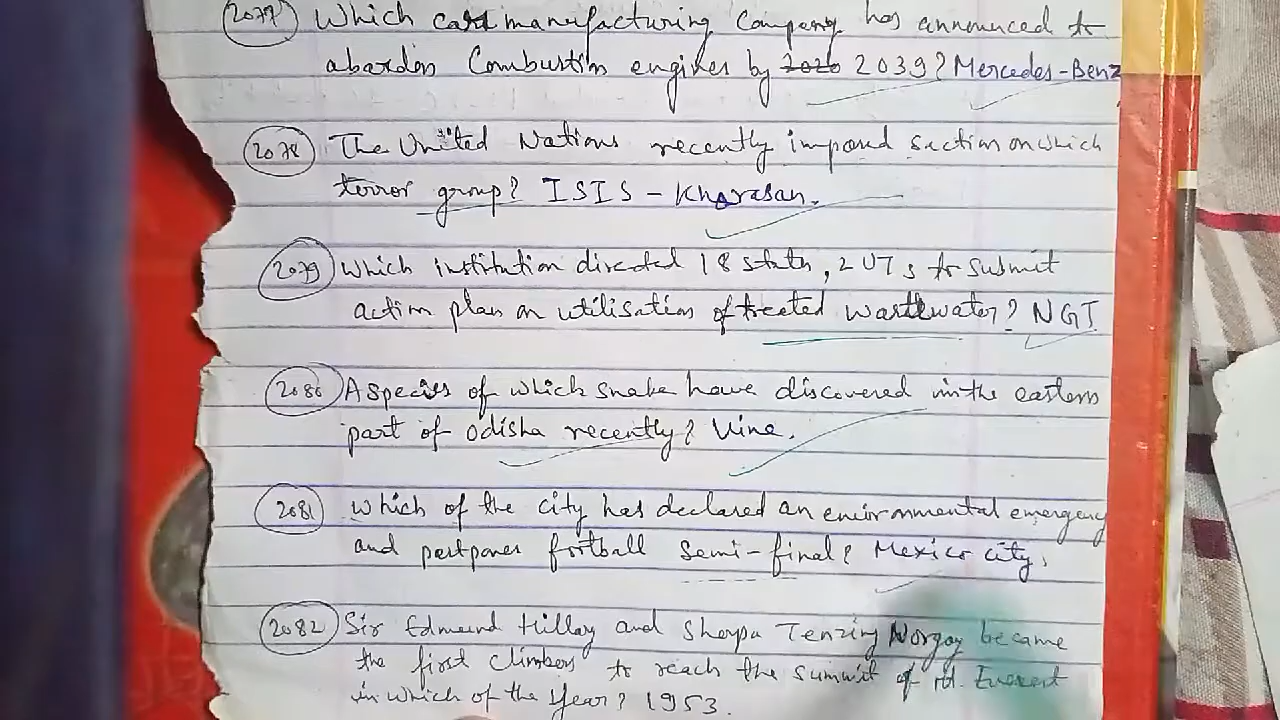 2077 Which car manufacturing Company has announced to
abandon Combustion engines by 2020 2039? Mercedes-Benz
2078 The United Nations recently imposed saction on which
terror group? ISIS - Khorasan.
2079 Which institution directed 18 states, 2 UTs to submit
action plan on utilisation of treated wastewater? NGT
2080 A species of which snake have discovered in the eastern
part of Odisha recently? Vine.
2081 Which of the city has declared an environmental emergency
and postpones football Semi-final? Mexico city.
2082 Sir Edmund Hillay and Sherpa Tenzing Norgay became
the first climbers to reach the summit of Mt. Everest
in which of the year? 1953.